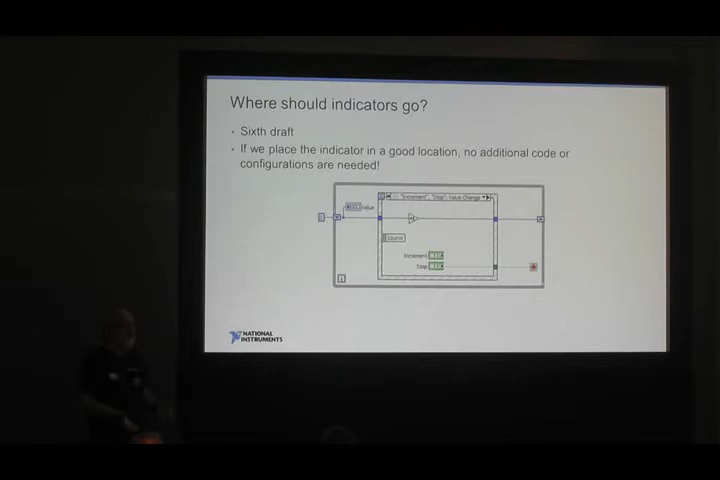 Where should indicators go?
• Sixth draft
• If we place the indicator in a good location, no additional code or
configurations are needed!
"Increment", "Stop": Value Change
Value
Source
Increment
Stop
i
NATIONAL
INSTRUMENTS